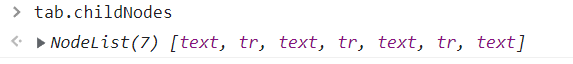 > tab.childNodes
<· ▶NodeList(7) [text, tr, text, tr, text, tr, text]